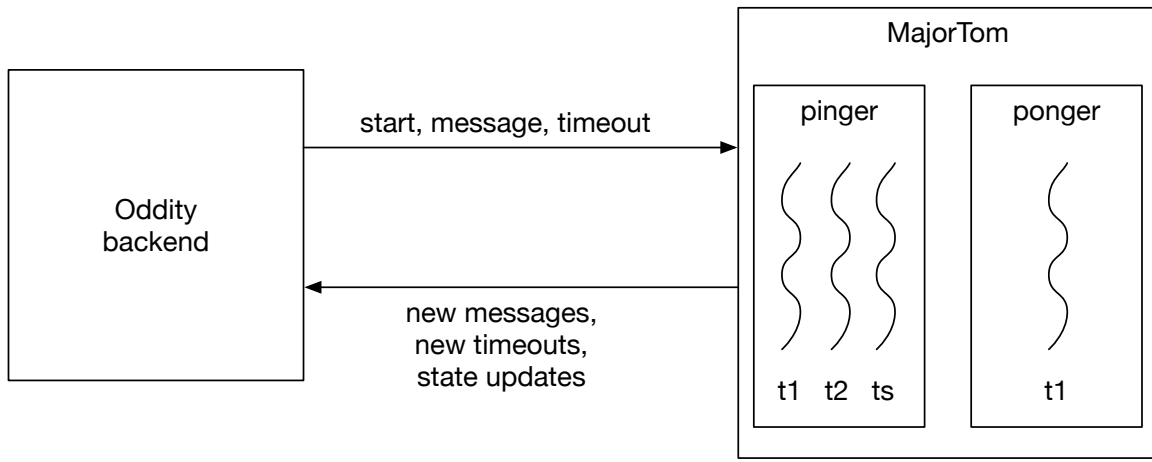 MajorTom
pinger
ponger
start, message, timeout
Oddity
backend
new messages,
new timeouts,
state updates
t1 t2 ts
t1